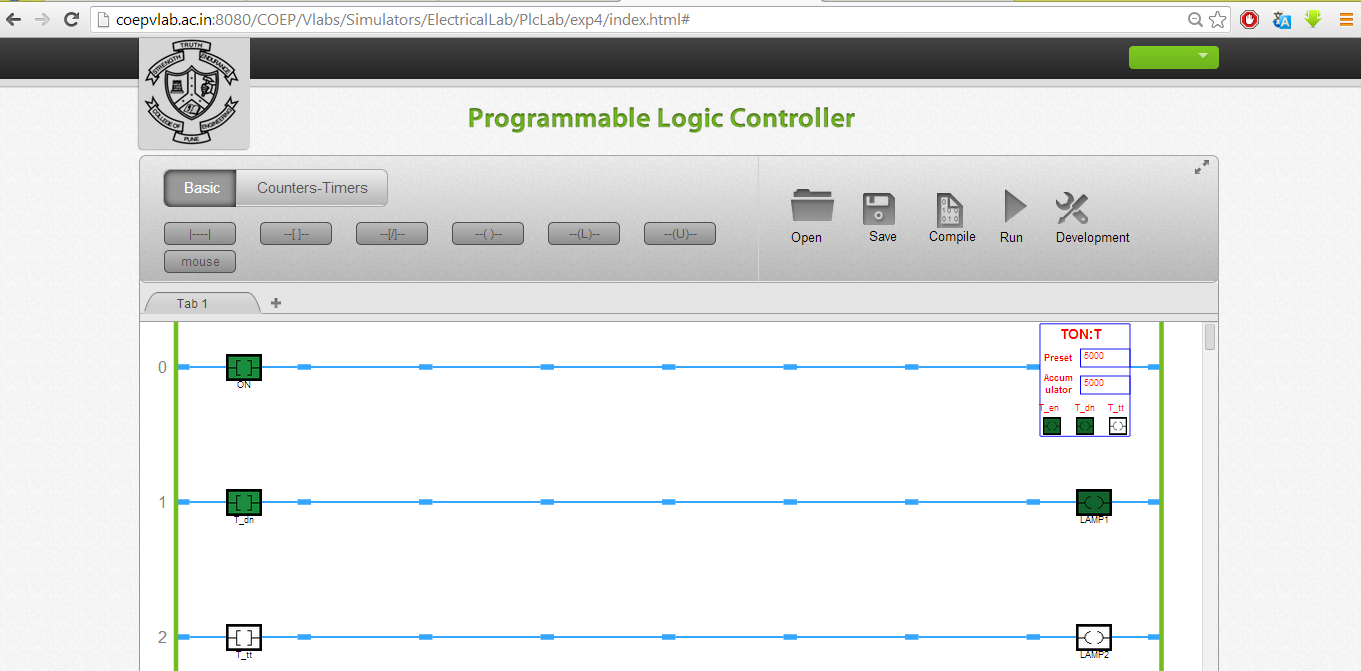 coepvlab.ac.in:8080/COEP/Vlabs/Simulators/ElectricalLab/PlcLab/exp4/index.html#
STRENGTH TRUTH ENDURANCE
COLLEGE OF ENGINEERING
PUNE
Programmable Logic Controller
Basic Counters-Timers
|----| --[ ]-- --[/]-- --( )-- --(L)-- --(U)--
mouse
Open Save Compile Run Development
Tab 1 +
TON:T
Preset 5000
0
ON
Accum
ulator 5000
T_en T_dn T_tt
1
T_dn LAMP1
2
T_tt LAMP2